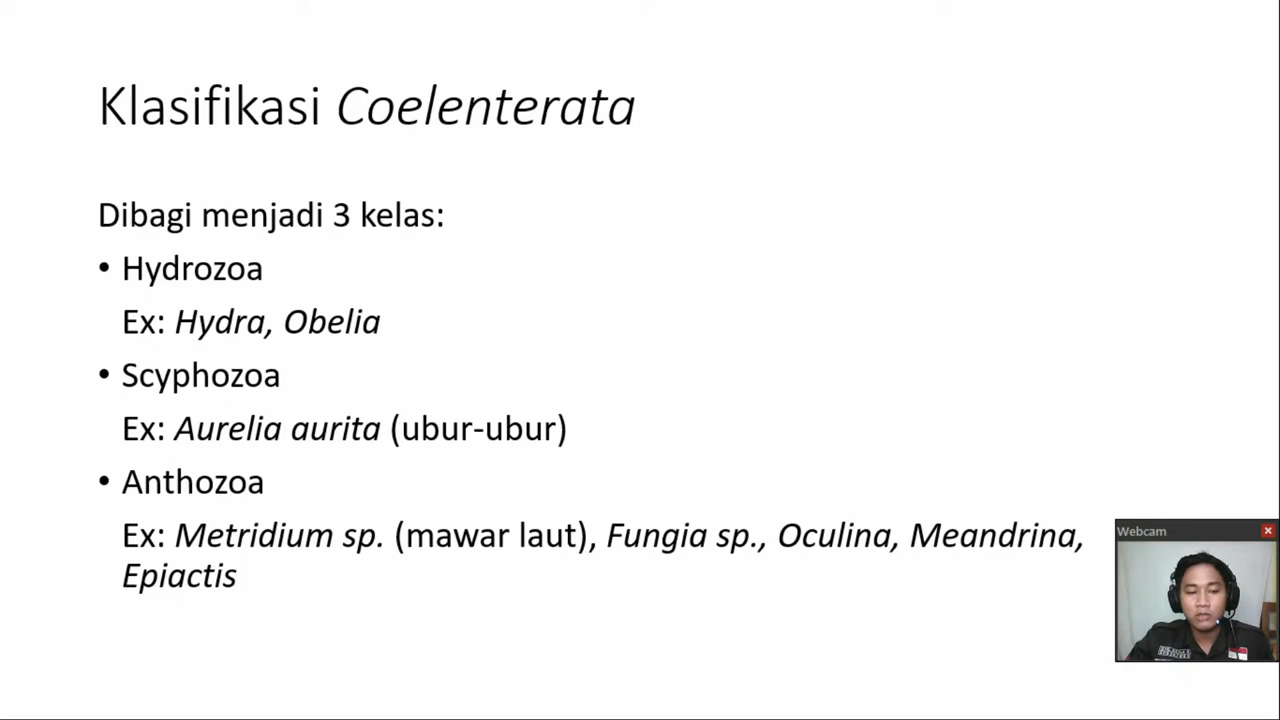 Klasifikasi Coelenterata
Dibagi menjadi 3 kelas:
• Hydrozoa
Ex: Hydra, Obelia
• Scyphozoa
Ex: Aurelia aurita (ubur-ubur)
• Anthozoa
Ex: Metridium sp. (mawar laut), Fungia sp., Oculina, Meandrina,
Epiactis
Webcam